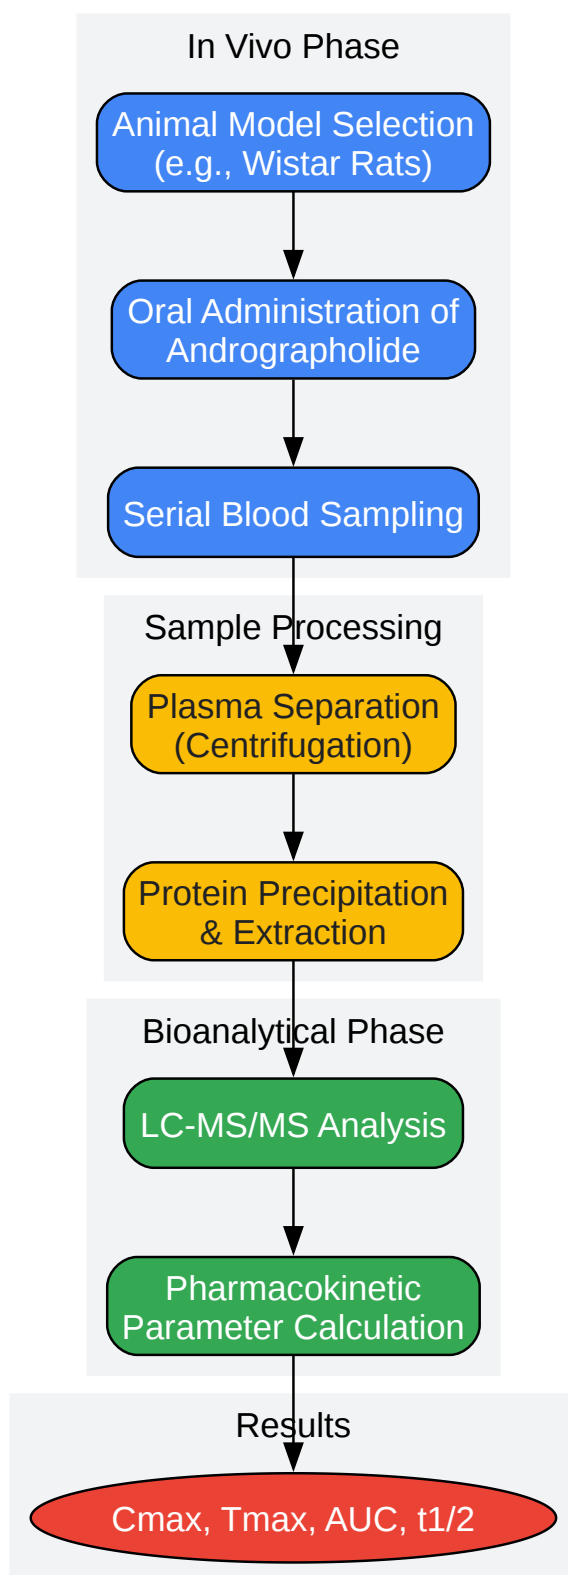 In Vivo Phase
Animal Model Selection
(e.g., Wistar Rats)
Oral Administration of
Andrographolide
Serial Blood Sampling
Sample Processing
Plasma Separation
(Centrifugation)
Protein Precipitation
& Extraction
Bioanalytical Phase
LC-MS/MS Analysis
Pharmacokinetic
Parameter Calculation
Results
Cmax, Tmax, AUC, t1/2